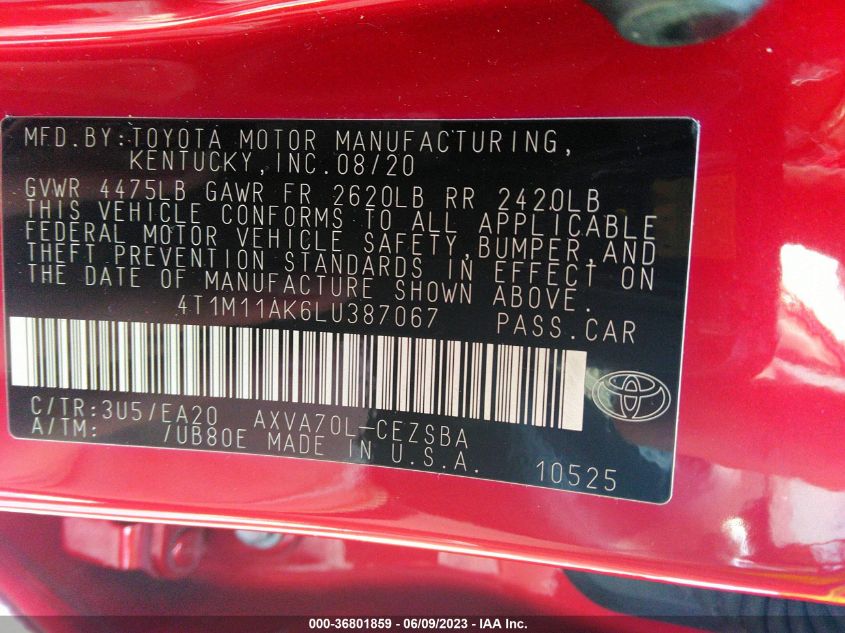 MFD.BY:TOYOTA MOTOR MANUFACTURING,
KENTUCKY,INC.08/20
GVWR 4475LB GAWR FR 2620LB RR 2420LB
THIS VEHICLE CONFORMS TO ALL APPLICABLE
FEDERAL MOTOR VEHICLE SAFETY,BUMPER,AND
THEFT PREVENTION STANDARDS IN EFFECT ON
THE DATE OF MANUFACTURE SHOWN ABOVE.
4T1M11AK6LU387067 PASS.CAR
C/TR:3U5/EA20 AXVA70L-CEZSBA
A/TM: /UB80E MADE IN U.S.A. 10525
000-36801859 - 06/09/2023 - IAA Inc.